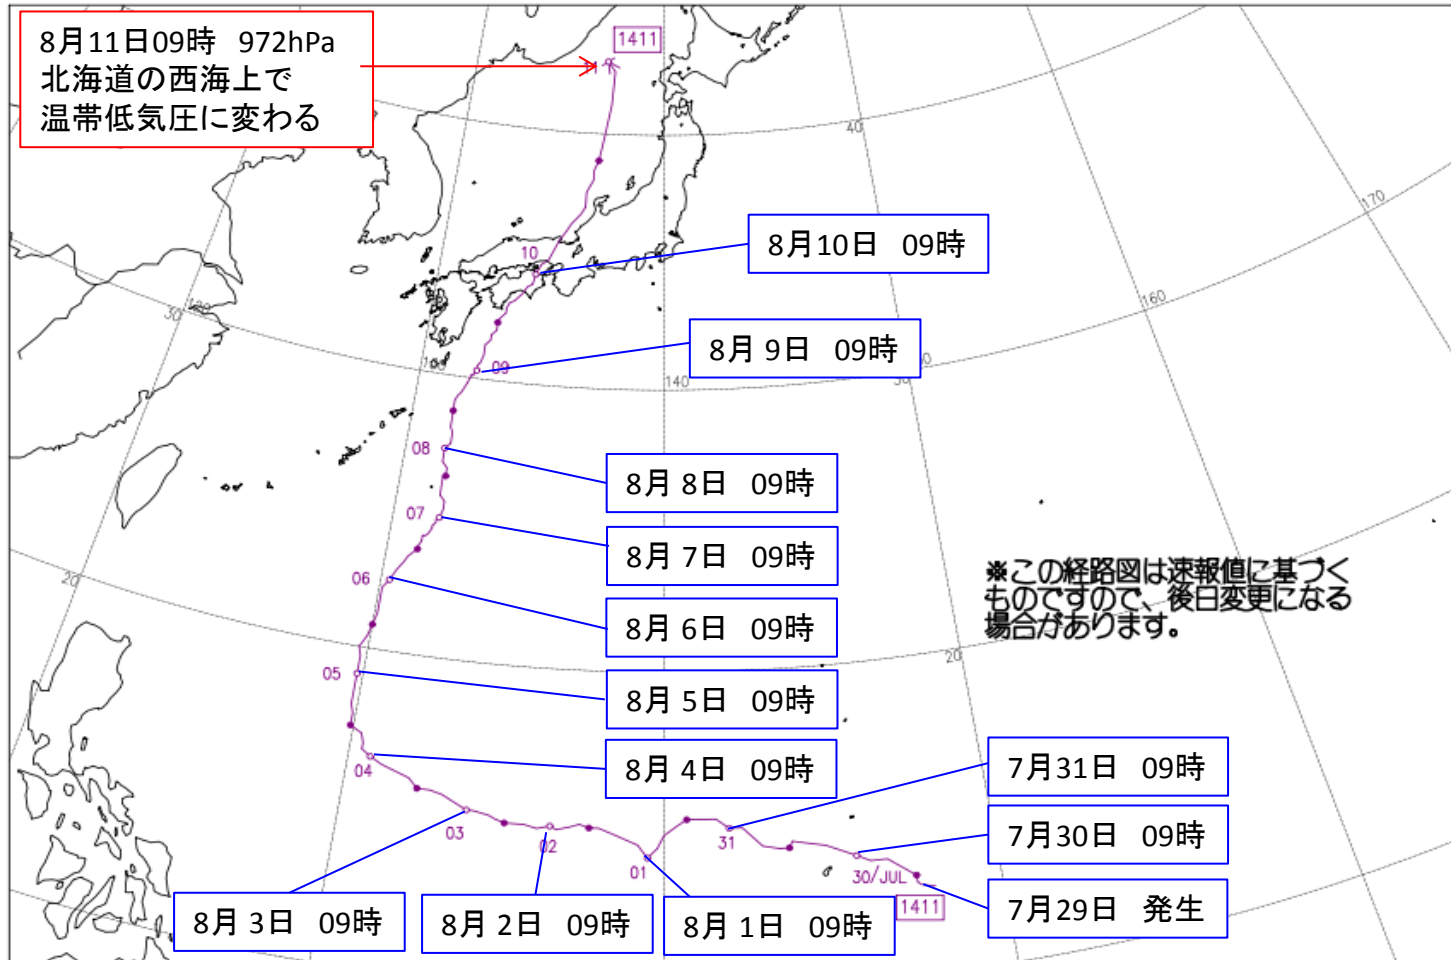 8月11日09時 972hPa
北海道の西海上で
温帯低気圧に変わる
1411
11
40
170
8月10日 09時
10
160
30
120
8月 9日 09時
09
140
08
8月 8日 09時
07
8月 7日 09時
※この経路図は速報値に基づく
ものですので、後日変更になる
場合があります。
20
06
8月 6日 09時
20
05
8月 5日 09時
04
8月 4日 09時
7月31日 09時
03
02
01
31
7月30日 09時
30/JUL
1411
7月29日 発生
8月 3日 09時
8月 2日 09時
8月 1日 09時